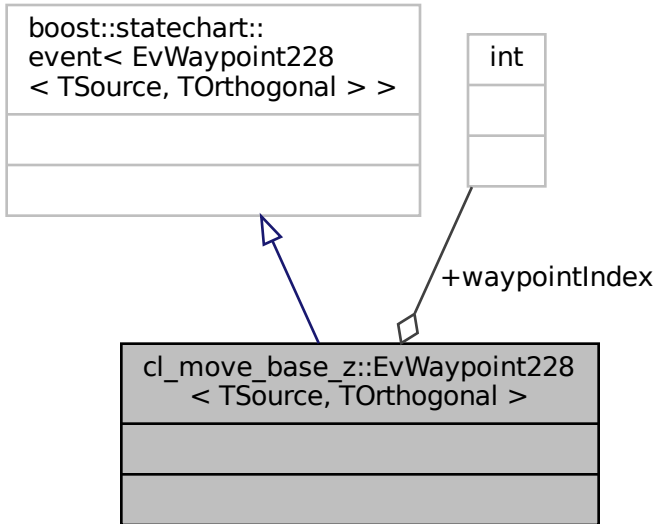 boost::statechart::
event< EvWaypoint228
< TSource, TOrthogonal > >
int
+waypointIndex
cl_move_base_z::EvWaypoint228
< TSource, TOrthogonal >